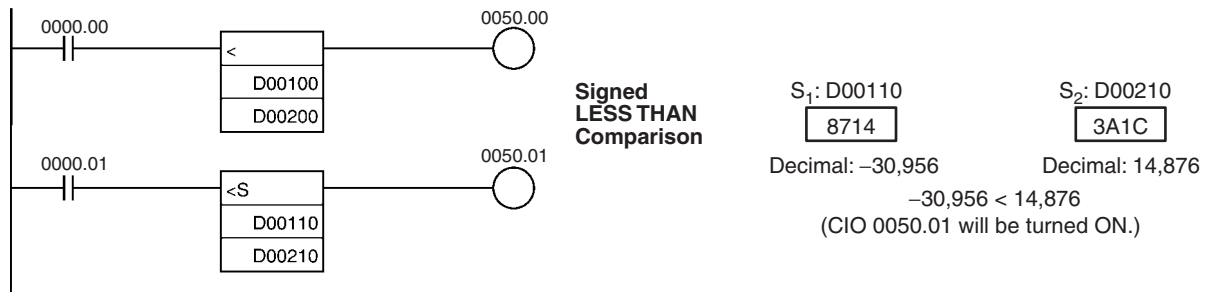 0000.00
0050.00
<
D00100
D00200
0000.01
0050.01
<S
D00110
D00210
Signed
LESS THAN
Comparison
S₁: D00110
S₂: D00210
8714
3A1C
Decimal: –30,956
Decimal: 14,876
–30,956 < 14,876
(CIO 0050.01 will be turned ON.)